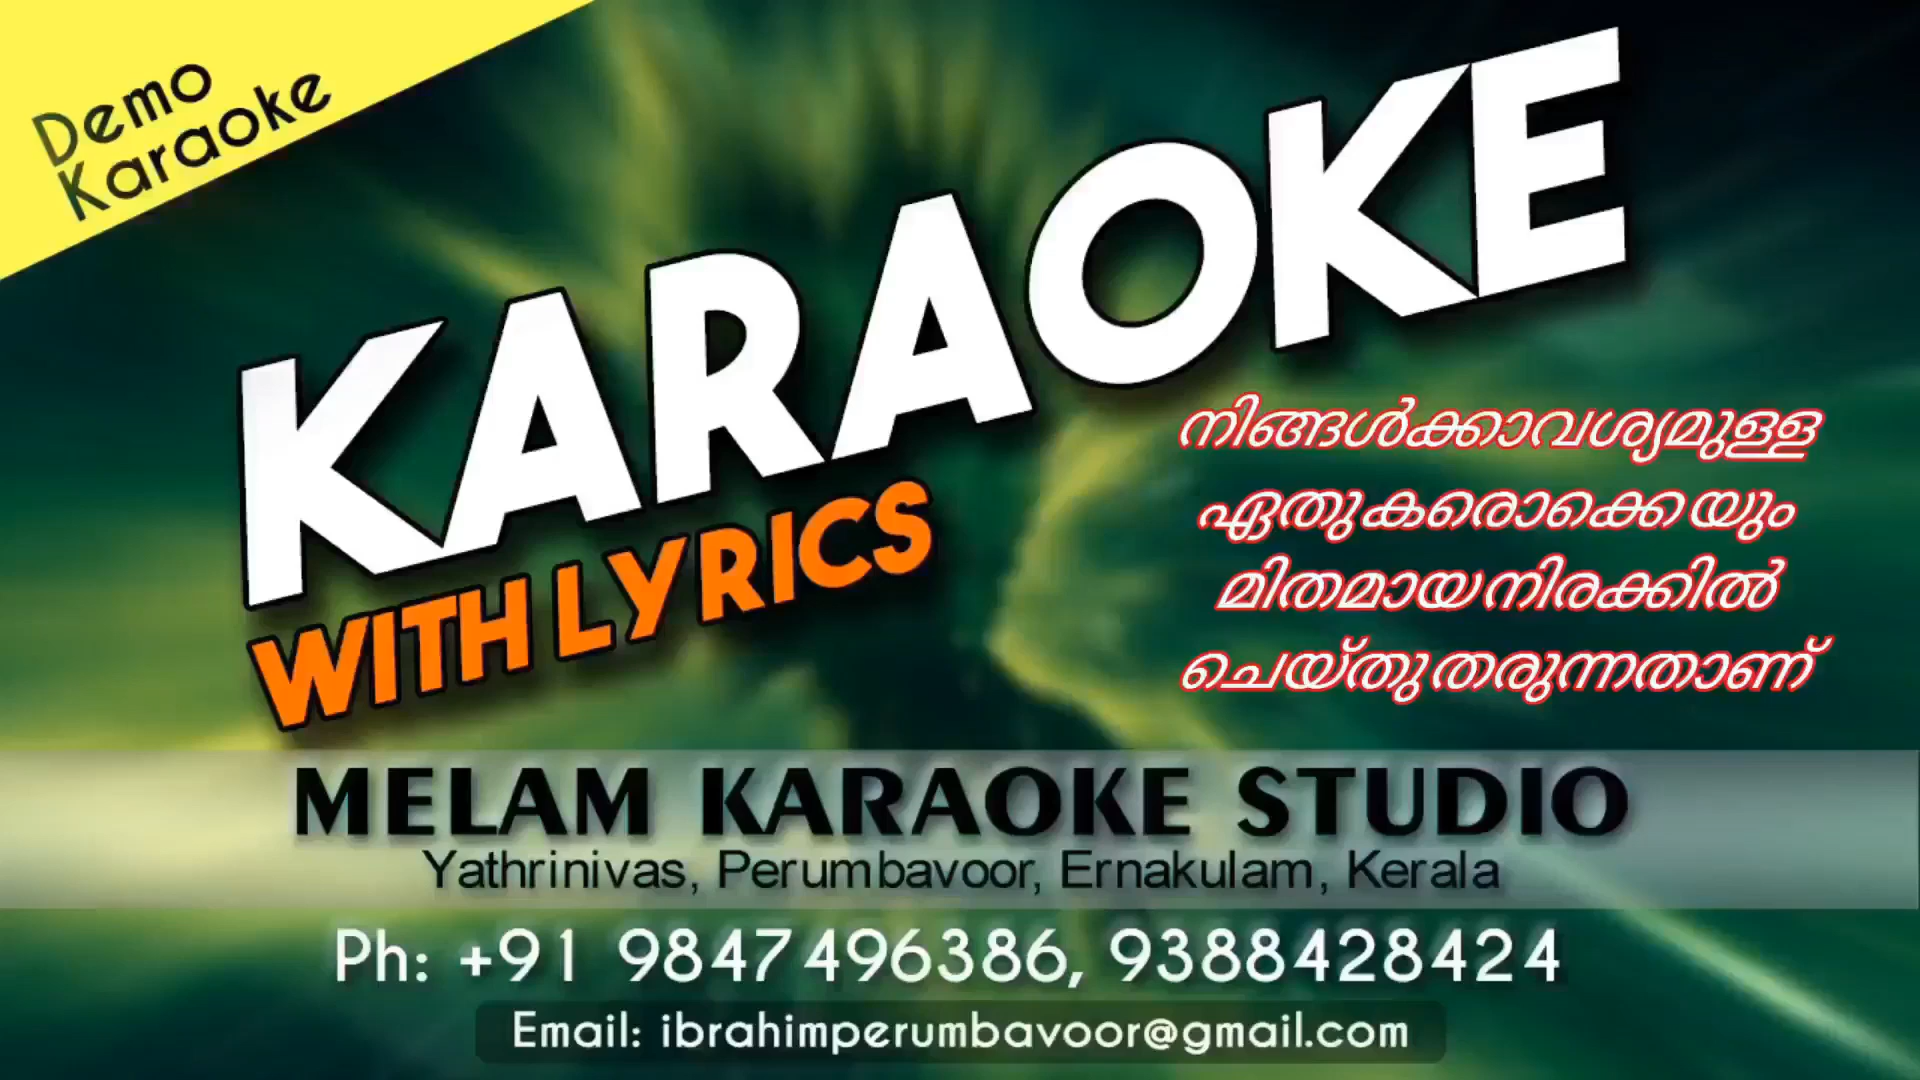 Demo
Karaoke
KARAOKE
WITH LYRICS
നിങ്ങൾക്കാവശ്യമുള്ള
ഏതു കരൊക്കെയും
മിതമായ നിരക്കിൽ
ചെയ്തു തരുന്നതാണ്
MELAM KARAOKE STUDIO
Yathrinivas, Perumbavoor, Ernakulam, Kerala
Ph: +91 9847496386, 9388428424
Email: ibrahimperumbavoor@gmail.com